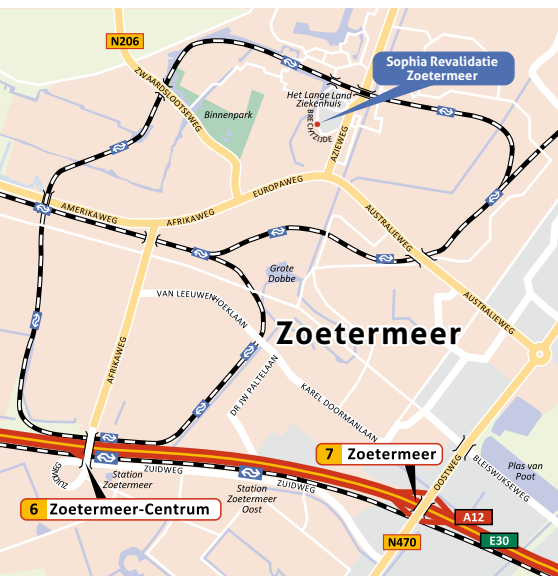 N206
ZWAARDSLOOTSEWEG
Sophia Revalidatie
Zoetermeer
Het Lange Land
Ziekenhuis
BRECHTZIJDE
Binnenpark
AZIEWEG
EUROPAWEG
AMERIKAWEG
AFRIKAWEG
AUSTRALIEWEG
Grote
Dobbe
VAN LEEUWENHOEKLAAN
AUSTRALIEWEG
Zoetermeer
AFRIKAWEG
DR JW PALTELAAN
KAREL DOORMANLAAN
7 Zoetermeer
OOSTWEG
BLEISWIJKSEWEG
Plas van
Poot
ZUIDWEG
Station
Zoetermeer
ZUIDWEG
Station
Zoetermeer
Oost
ZUIDWEG
6 Zoetermeer-Centrum
A12
E30
N470